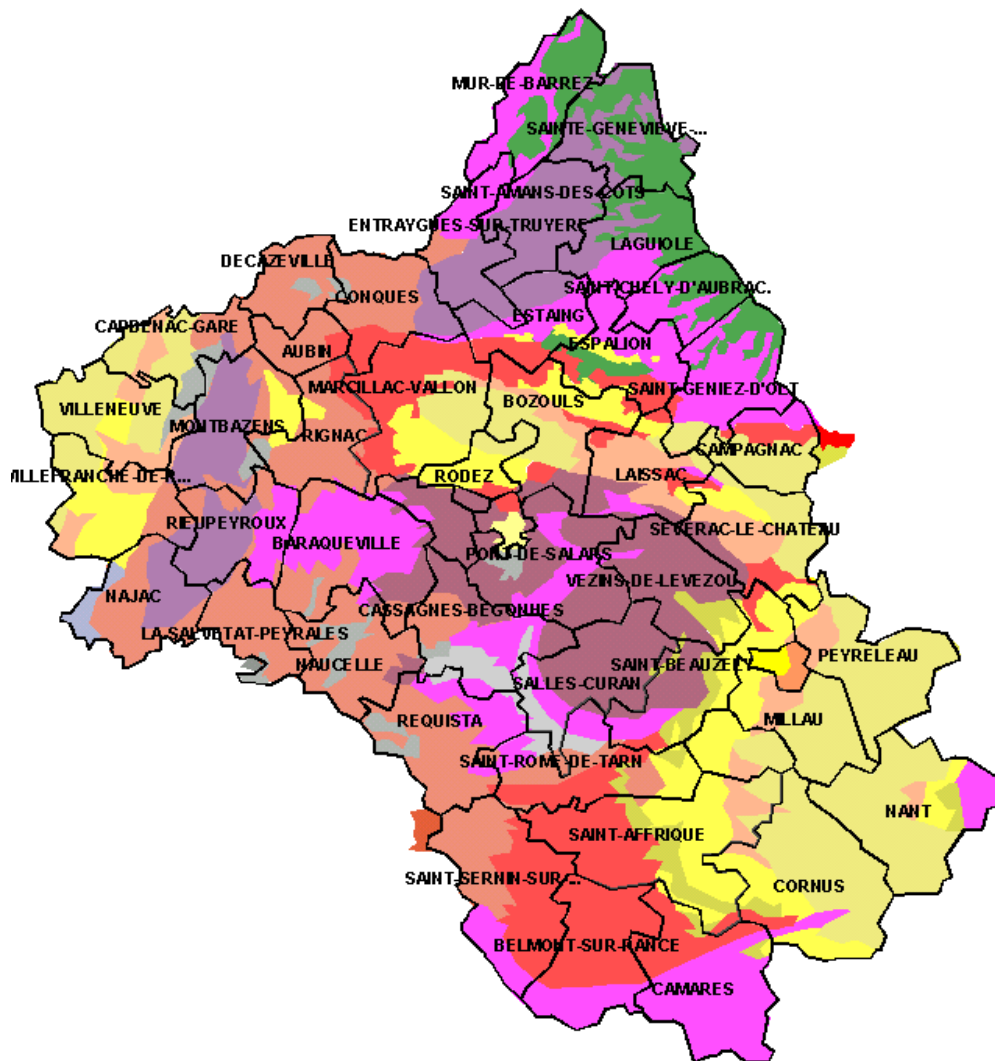 MUR-DE-BARREZ
SAINTE-GENEVIEVE-...
SAINT-AMANS-DES-COTS
ENTRAYGUES-SUR-TRUYERE
LAGUIOLE
DECAZEVILLE
SAINT-CHELY-D'AUBRAC.
CONQUES
ESTAING
CAPDENAC-GARE
ESPALION
AUBIN
MARCILLAC-VALLON
SAINT-GENIEZ-D'OLT
BOZOULS
VILLENEUVE
MONTBAZENS
RIGNAC
CAMPAGNAC
VILLEFRANCHE-DE-R...
RODEZ
LAISSAC
RIEUPEYROUX
SEVERAC-LE-CHATEAU
BARAQUEVILLE
PONT-DE-SALARS
VEZINS-DE-LEVEZOU
NAJAC
CASSAGNES-BEGONHES
LA-SALVETAT-PEYRALES
PEYRELEAU
NAUCELLE
SAINT-BEAUZELY
SALLES-CURAN
REQUISTA
MILLAU
SAINT-ROME-DE-TARN
NANT
SAINT-AFFRIQUE
SAINT-SERNIN-SUR-...
CORNUS
BELMONT-SUR-RANCE
CAMARES